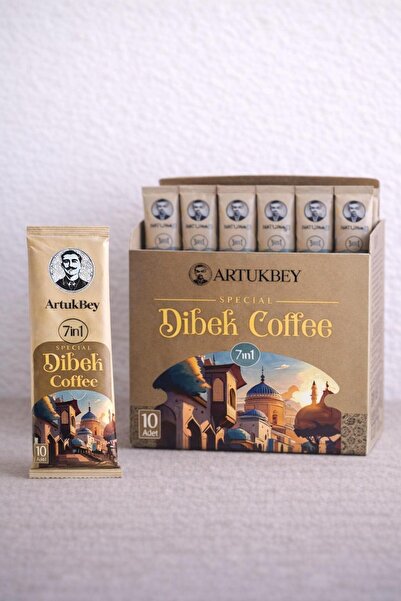 ArtukBey
7in1
SPECIAL
Dibek
Coffee
10
Adet
ARTUKBEY
SPECIAL
Dibek Coffee
7in1
10
Adet